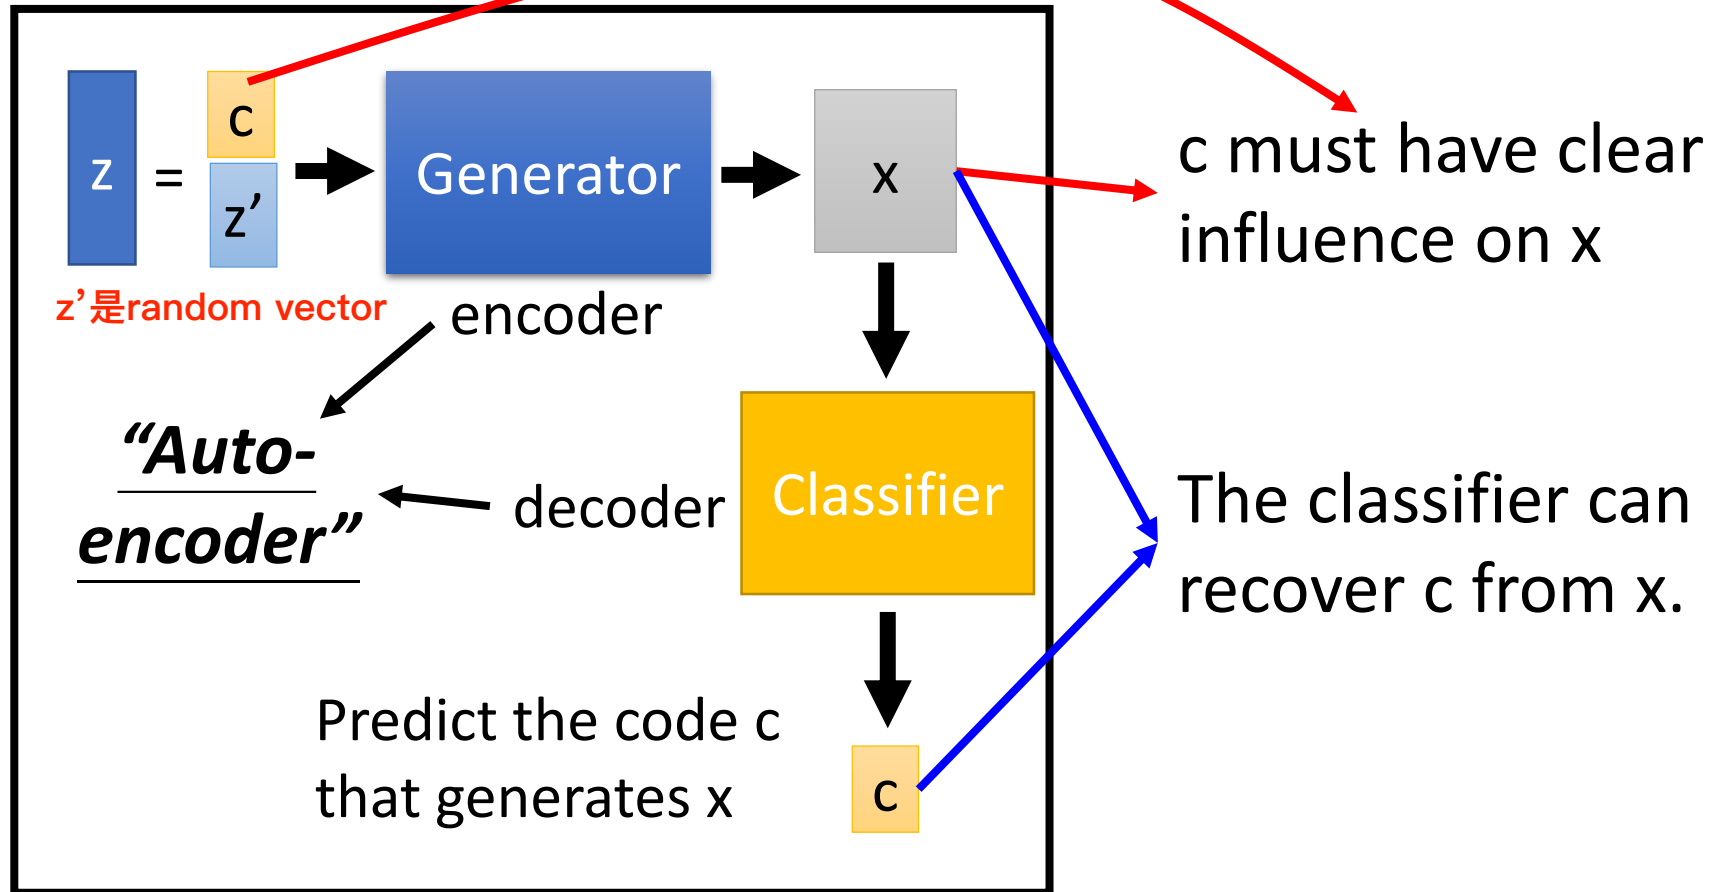 z
=
c
z’
Generator
x
c must have clear
influence on x
z’是random vector
encoder
“Auto-
encoder”
decoder
Classifier
The classifier can
recover c from x.
Predict the code c
that generates x
c